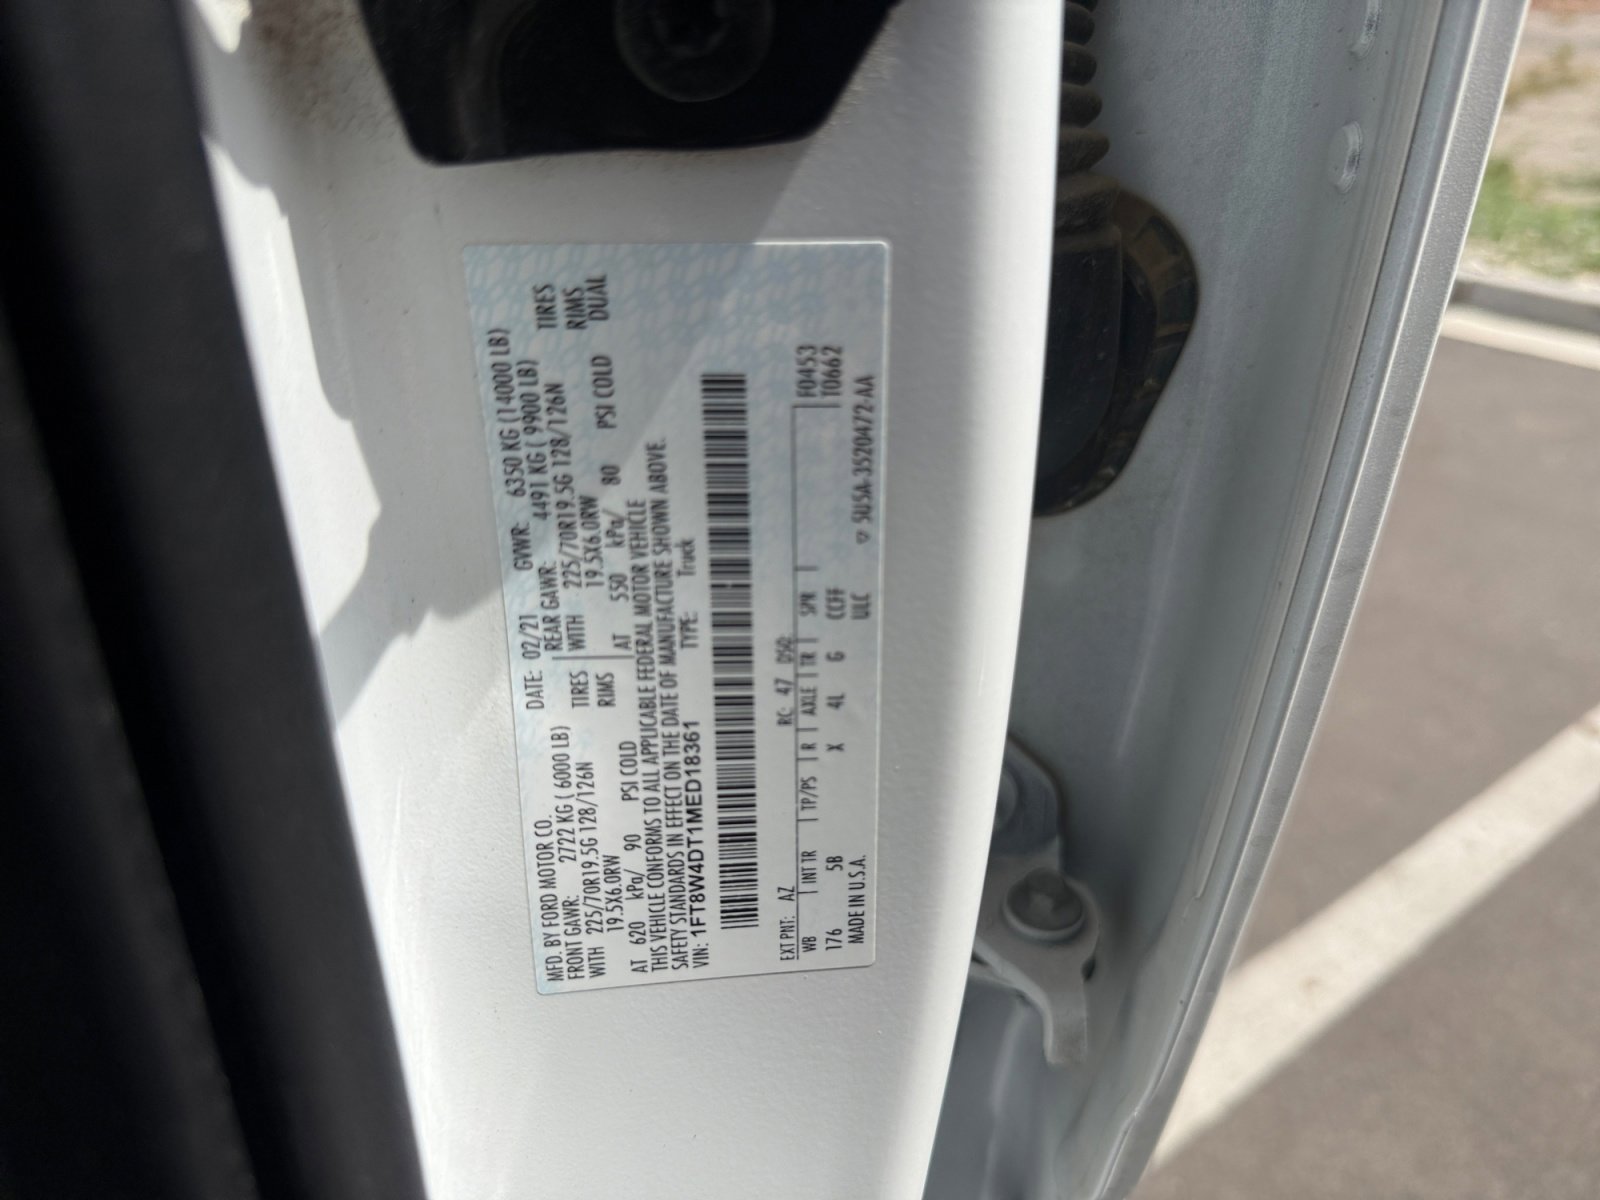 MFD. BY FORD MOTOR CO.
DATE: 02/21 GVWR: 6350 KG (14000 LB)
FRONT GAWR: 2722 KG ( 6000 LB)
REAR GAWR: 4491 KG ( 9900 LB)
WITH 225/70R19.5G 128/126N TIRES
WITH 225/70R19.5G 128/126N TIRES
19.5X6.0RW RIMS
19.5X6.0RW RIMS
AT 620 kPa/ 90 PSI COLD
AT 550 kPa/ 80 PSI COLD DUAL
THIS VEHICLE CONFORMS TO ALL APPLICABLE FEDERAL MOTOR VEHICLE
SAFETY STANDARDS IN EFFECT ON THE DATE OF MANUFACTURE SHOWN ABOVE.
VIN: 1FT8W4DT1MED18361 TYPE: Truck
EXT PNT: AZ RC: 47 DSO:
WB INT TR TP/PS R AXLE TR SPR F0453
176 5B X 4L G CCFF T0662
MADE IN U.S.A. ULC 5U5A-3520472-AA